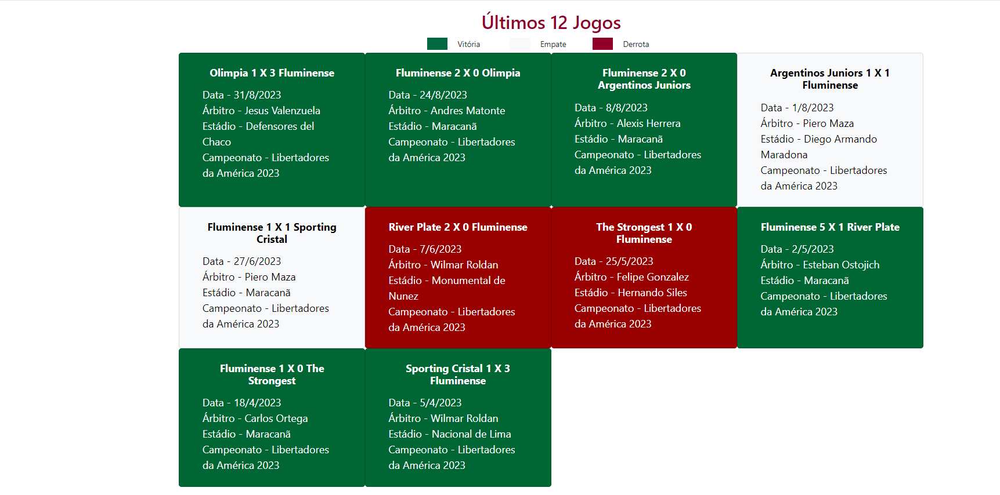 Últimos 12 Jogos
Vitória
Empate
Derrota
Olimpia 1 X 3 Fluminense
Data - 31/8/2023
Árbitro - Jesus Valenzuela
Estádio - Defensores del
Chaco
Campeonato - Libertadores
da América 2023
Fluminense 2 X 0 Olimpia
Data - 24/8/2023
Árbitro - Andres Matonte
Estádio - Maracanã
Campeonato - Libertadores
da América 2023
Fluminense 2 X 0
Argentinos Juniors
Data - 8/8/2023
Árbitro - Alexis Herrera
Estádio - Maracanã
Campeonato - Libertadores
da América 2023
Argentinos Juniors 1 X 1
Fluminense
Data - 1/8/2023
Árbitro - Piero Maza
Estádio - Diego Armando
Maradona
Campeonato - Libertadores
da América 2023
Fluminense 1 X 1 Sporting
Cristal
Data - 27/6/2023
Árbitro - Piero Maza
Estádio - Maracanã
Campeonato - Libertadores
da América 2023
River Plate 2 X 0 Fluminense
Data - 7/6/2023
Árbitro - Wilmar Roldan
Estádio - Monumental de
Nunez
Campeonato - Libertadores
da América 2023
The Strongest 1 X 0
Fluminense
Data - 25/5/2023
Árbitro - Felipe Gonzalez
Estádio - Hernando Siles
Campeonato - Libertadores
da América 2023
Fluminense 5 X 1 River Plate
Data - 2/5/2023
Árbitro - Esteban Ostojich
Estádio - Maracanã
Campeonato - Libertadores
da América 2023
Fluminense 1 X 0 The
Strongest
Data - 18/4/2023
Árbitro - Carlos Ortega
Estádio - Maracanã
Campeonato - Libertadores
da América 2023
Sporting Cristal 1 X 3
Fluminense
Data - 5/4/2023
Árbitro - Wilmar Roldan
Estádio - Nacional de Lima
Campeonato - Libertadores
da América 2023